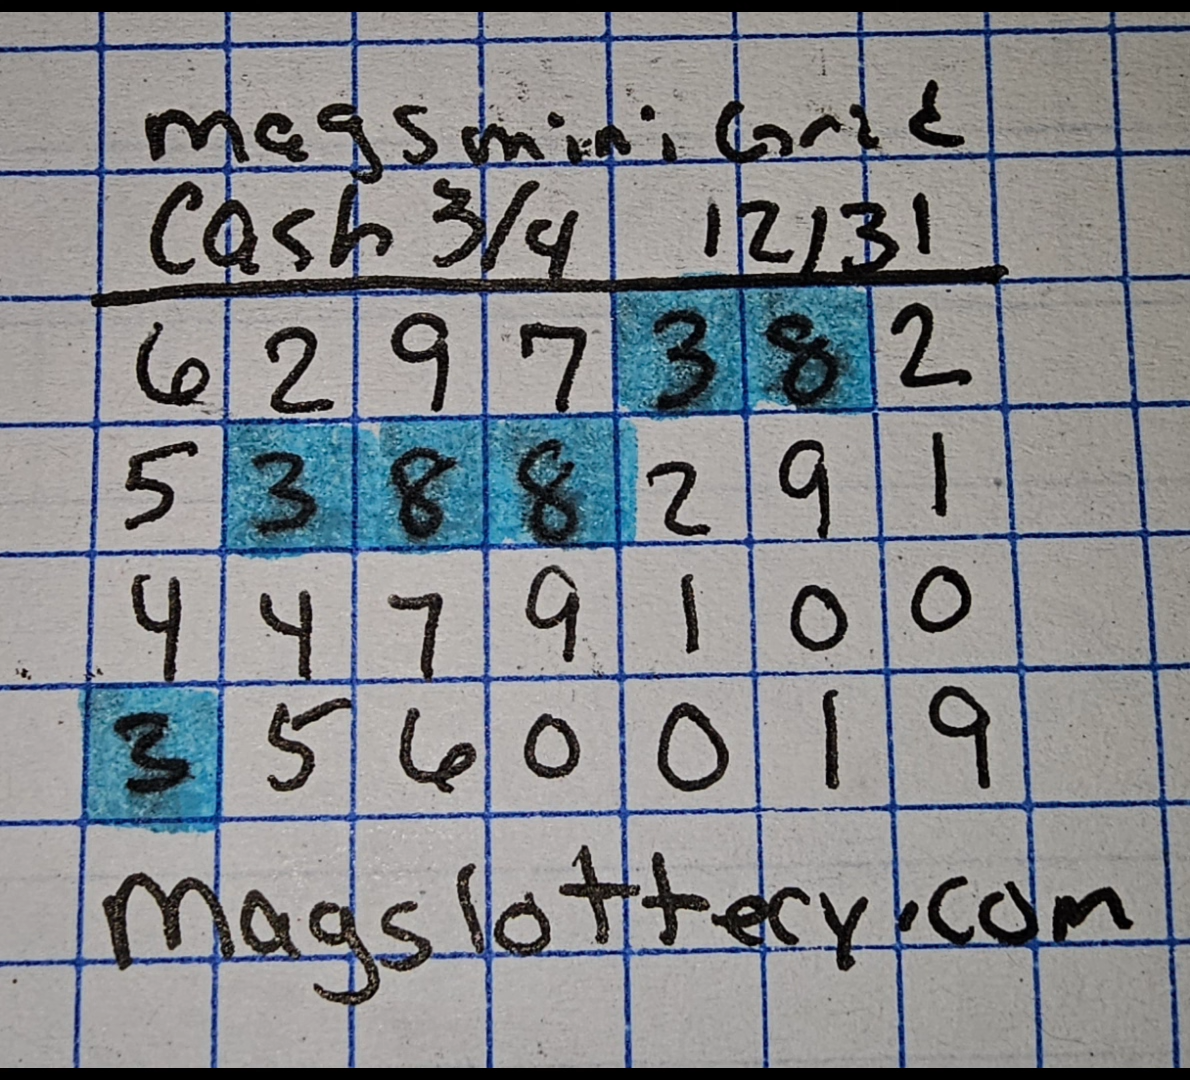 mags mini Grid
Cash 3/4 12/31
6 2 9 7 3 8 2
5 3 8 8 2 9 1
4 4 7 9 1 0 0
3 5 6 0 0 1 9
magslottery.com